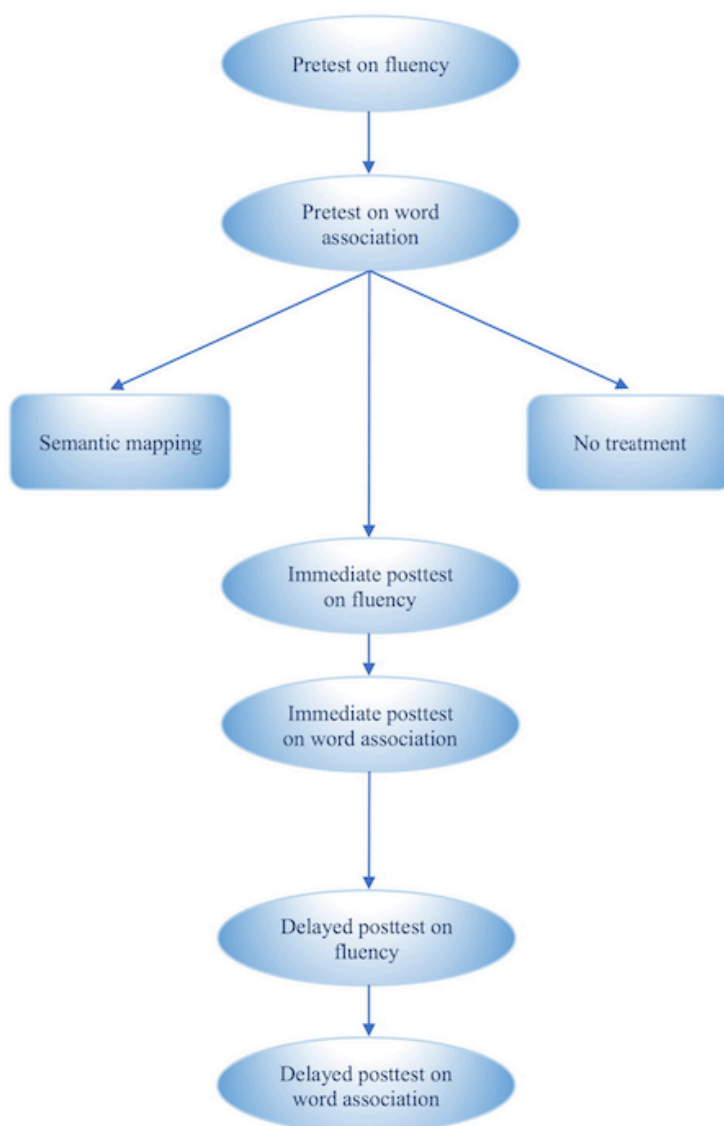 Pretest on fluency
Pretest on word
association
Semantic mapping
No treatment
Immediate posttest
on fluency
Immediate posttest
on word association
Delayed posttest on
fluency
Delayed posttest on
word association